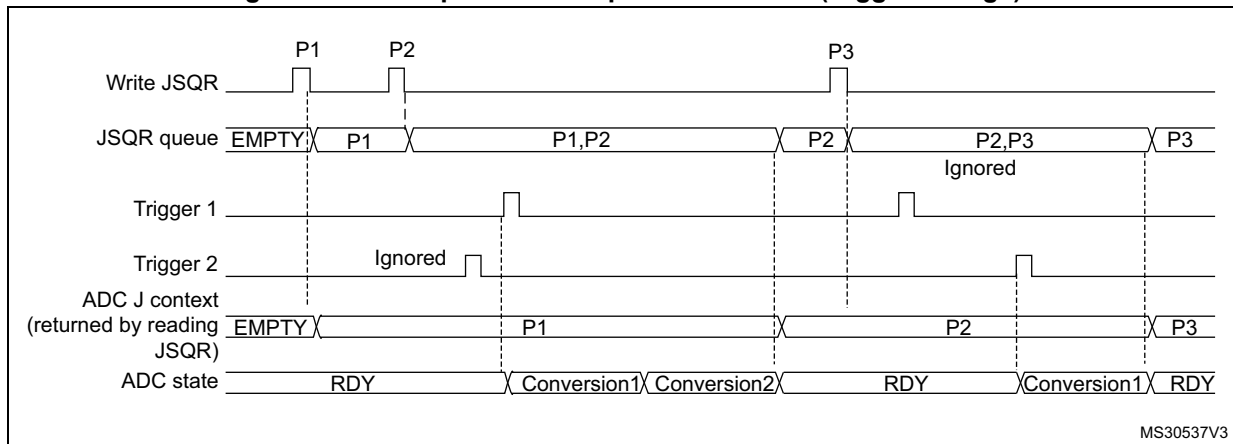 P1 P2 P3
Write JSQR
JSQR queue EMPTY P1 P1,P2 P2 P2,P3 P3
Ignored
Trigger 1
Trigger 2 Ignored
ADC J context
(returned by reading EMPTY P1 P2 P3
JSQR)
ADC state RDY Conversion1 Conversion2 RDY Conversion1 RDY
MS30537V3